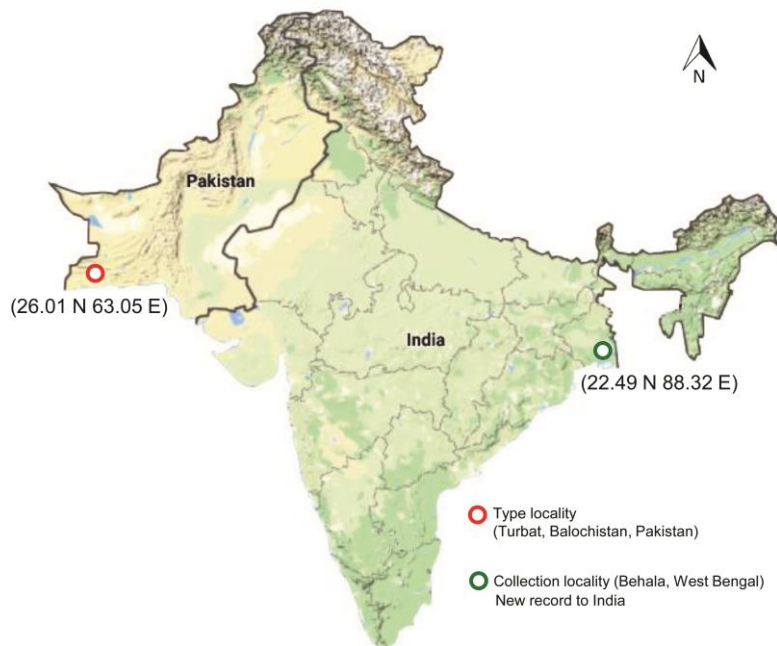 N
Pakistan
(26.01 N 63.05 E)
India
(22.49 N 88.32 E)
Type locality
(Turbat, Balochistan, Pakistan)
Collection locality (Behala, West Bengal)
New record to India